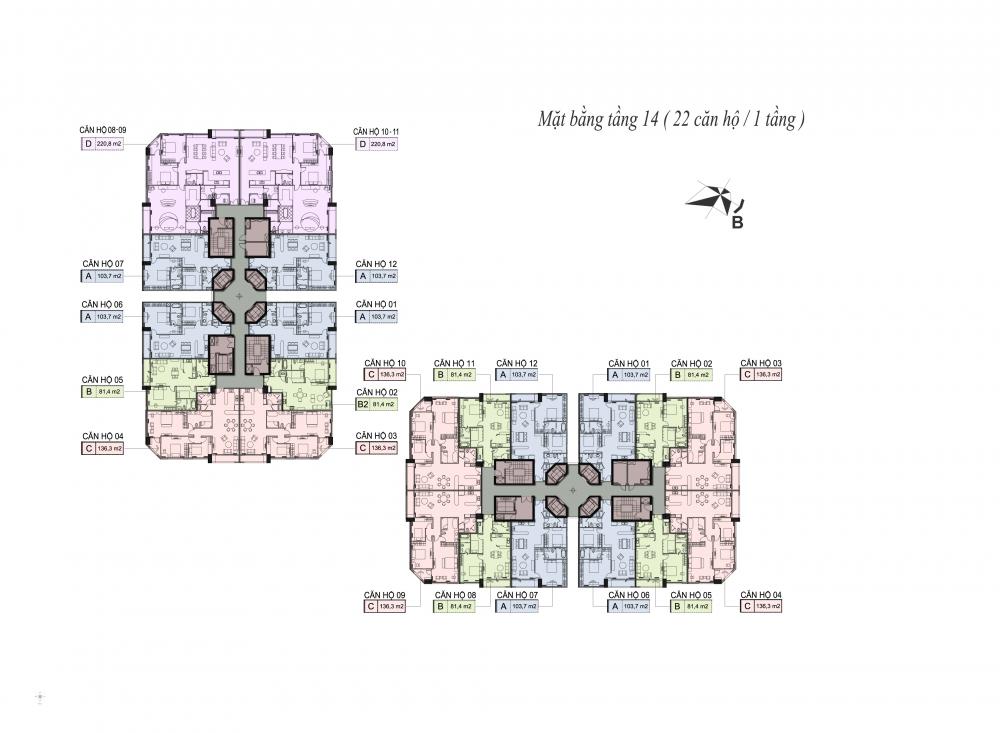 Mặt bằng tầng 14 ( 22 căn hộ / 1 tầng )
B
CĂN HỘ 08-09
D 220,8 m2
CĂN HỘ 10-11
D 220,8 m2
CĂN HỘ 07
A 103,7 m2
CĂN HỘ 12
A 103,7 m2
CĂN HỘ 06
A 103,7 m2
CĂN HỘ 01
A 103,7 m2
CĂN HỘ 05
B 81,4 m2
CĂN HỘ 02
B2 81,4 m2
CĂN HỘ 04
C 136,3 m2
CĂN HỘ 03
C 136,3 m2
CĂN HỘ 10
C 136,3 m2
CĂN HỘ 11
B 81,4 m2
CĂN HỘ 12
A 103,7 m2
CĂN HỘ 01
A 103,7 m2
CĂN HỘ 02
B 81,4 m2
CĂN HỘ 03
C 136,3 m2
CĂN HỘ 09
C 136,3 m2
CĂN HỘ 08
B 81,4 m2
CĂN HỘ 07
A 103,7 m2
CĂN HỘ 06
A 103,7 m2
CĂN HỘ 05
B 81,4 m2
CĂN HỘ 04
C 136,3 m2